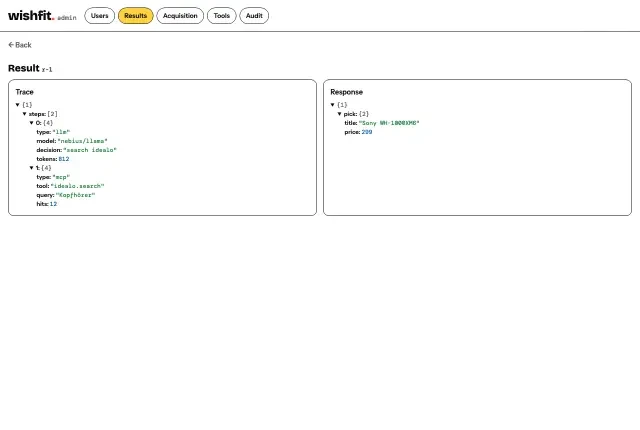 wishfit. admin
Users
Results
Acquisition
Tools
Audit
← Back
Result r-1
Trace
▼ {1}
▼ steps: [2]
▼ 0: {4}
type: "llm"
model: "nebius/llama"
decision: "search idealo"
tokens: 812
▼ 1: {4}
type: "mcp"
tool: "idealo.search"
query: "Kopfhörer"
hits: 12
Response
▼ {1}
▼ pick: {2}
title: "Sony WH-1000XM6"
price: 299